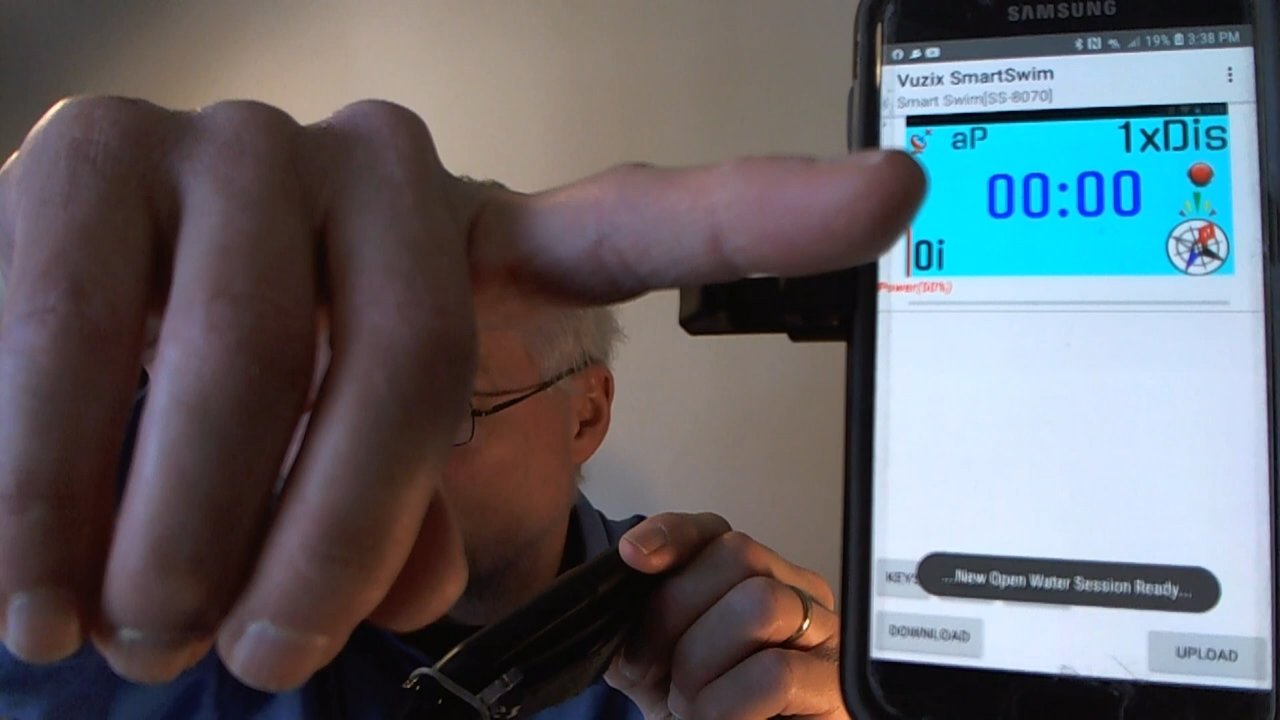 SAMSUNG
19% 3:38 PM
Vuzix SmartSwim
Smart Swim[SS-8070]
aP 1xDis
00:00
0i
Power(50%)
KEYS
...New Open Water Session Ready...
DOWNLOAD
UPLOAD